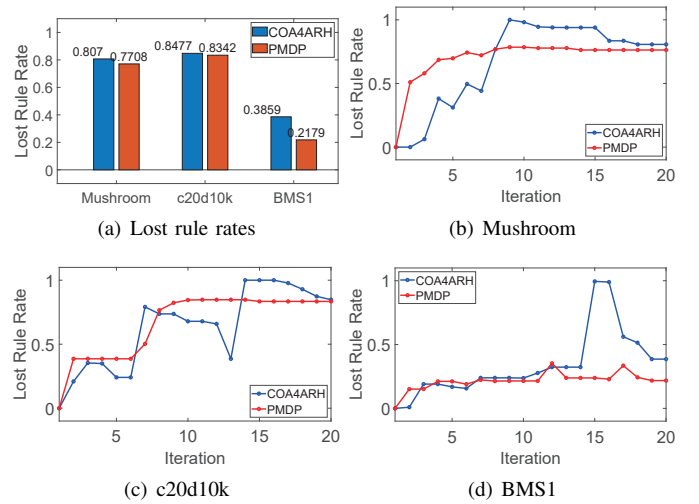 1
0.8
0.6
0.4
0.2
0
Lost Rule Rate
0.807
0.7708
0.8477
0.8342
0.3859
0.2179
COA4ARH
PMDP
Mushroom
c20d10k
BMS1
(a) Lost rule rates
1
0.5
0
Lost Rule Rate
COA4ARH
PMDP
5
10
15
20
Iteration
(b) Mushroom
1
0.5
0
Lost Rule Rate
COA4ARH
PMDP
5
10
15
20
Iteration
(c) c20d10k
1
0.5
0
Lost Rule Rate
COA4ARH
PMDP
5
10
15
20
Iteration
(d) BMS1